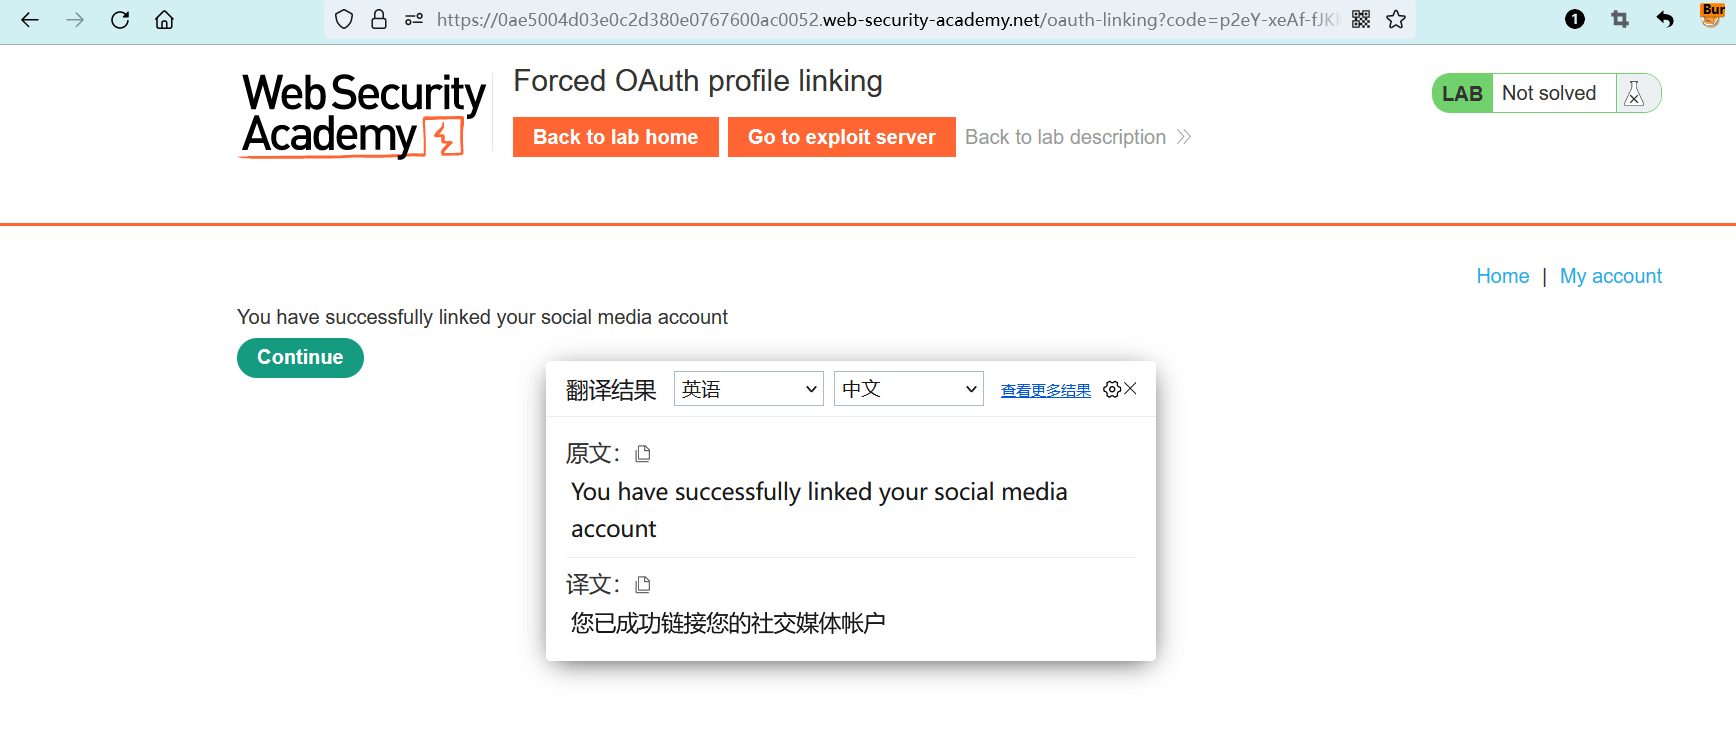 https://0ae5004d03e0c2d380e0767600ac0052.web-security-academy.net/oauth-linking?code=p2eY-xeAf-fJK
1
Bur
Web Security
Academy
Forced OAuth profile linking
Back to lab home
Go to exploit server
Back to lab description
LAB
Not solved
Home | My account
You have successfully linked your social media account
Continue
翻译结果
英语
中文
查看更多结果
原文：
You have successfully linked your social media
account
译文：
您已成功链接您的社交媒体帐户